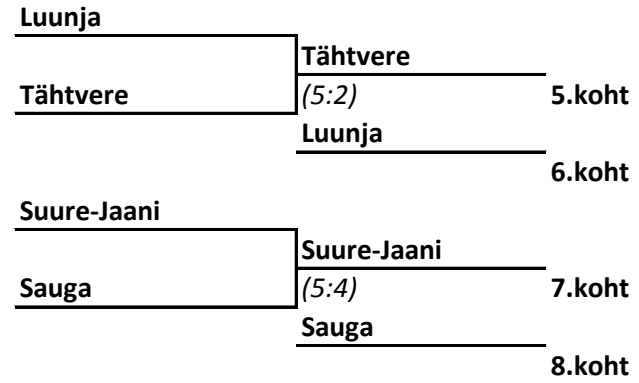 Luunja
Tähtvere
Tähtvere (5:2) 5.koht
Luunja
6.koht
Suure-Jaani
Suure-Jaani
Sauga (5:4) 7.koht
Sauga
8.koht